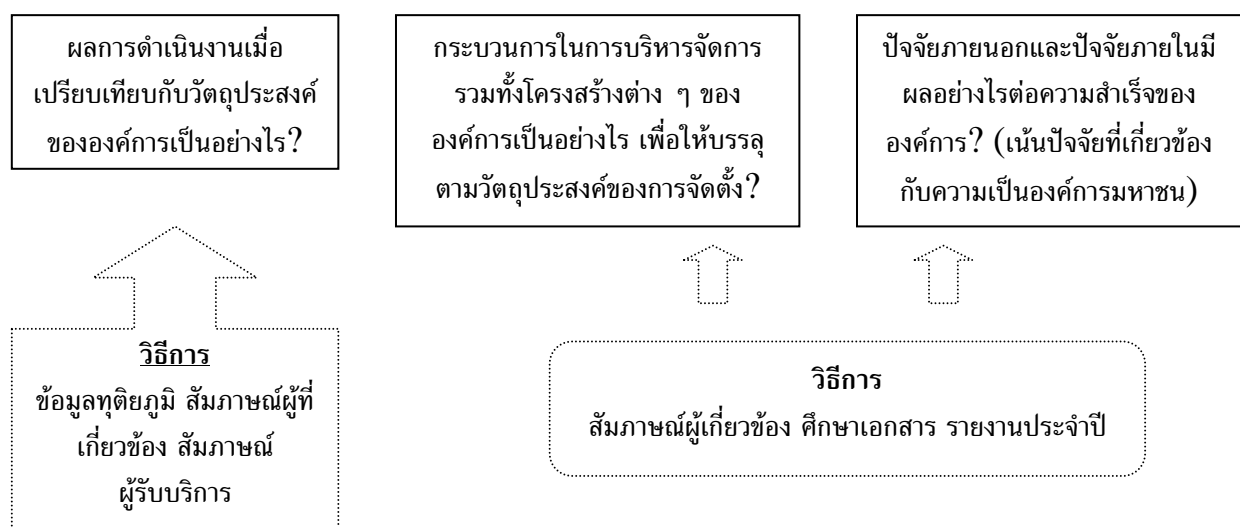 ผลการดำเนินงานเมื่อ
เปรียบเทียบกับวัตถุประสงค์
ขององค์การเป็นอย่างไร?
กระบวนการในการบริหารจัดการ
รวมทั้งโครงสร้างต่าง ๆ ของ
องค์การเป็นอย่างไร เพื่อให้บรรลุ
ตามวัตถุประสงค์ของการจัดตั้ง?
ปัจจัยภายนอกและปัจจัยภายในมี
ผลอย่างไรต่อความสำเร็จของ
องค์การ? (เน้นปัจจัยที่เกี่ยวข้อง
กับความเป็นองค์การมหาชน)
วิธีการ
ข้อมูลทุติยภูมิ สัมภาษณ์ผู้ที่
เกี่ยวข้อง สัมภาษณ์
ผู้รับบริการ
วิธีการ
สัมภาษณ์ผู้เกี่ยวข้อง ศึกษาเอกสาร รายงานประจำปี